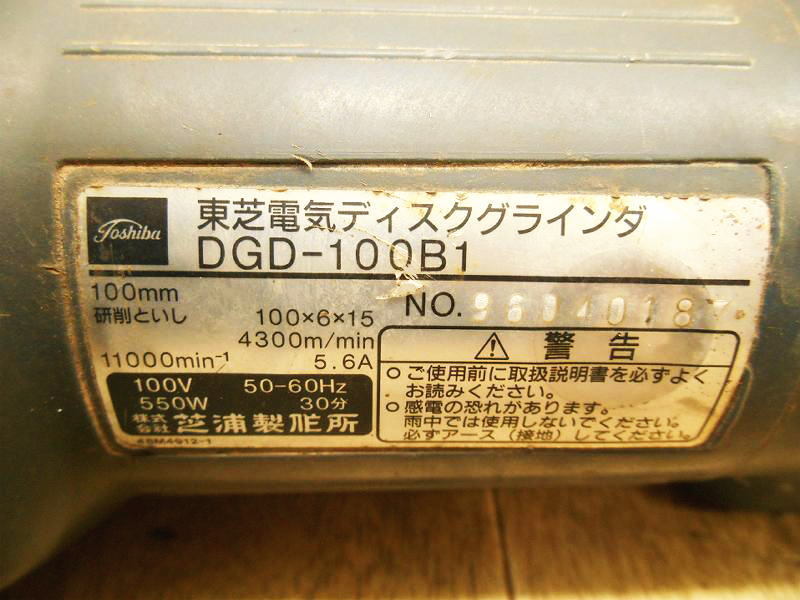 Toshiba
東芝電気ディスクグラインダ
DGD-100B1
100mm
研削といし 100×6×15
4300m/min
11000min⁻¹ 5.6A
100V 50-60Hz
550W 30分
株式会社 芝浦製作所
NO.
⚠ 警告
○ ご使用前に取扱説明書を必ずよく
お読みください。
○ 感電の恐れがあります。
雨中では使用しないでください。
必ずアース（接地）してください。